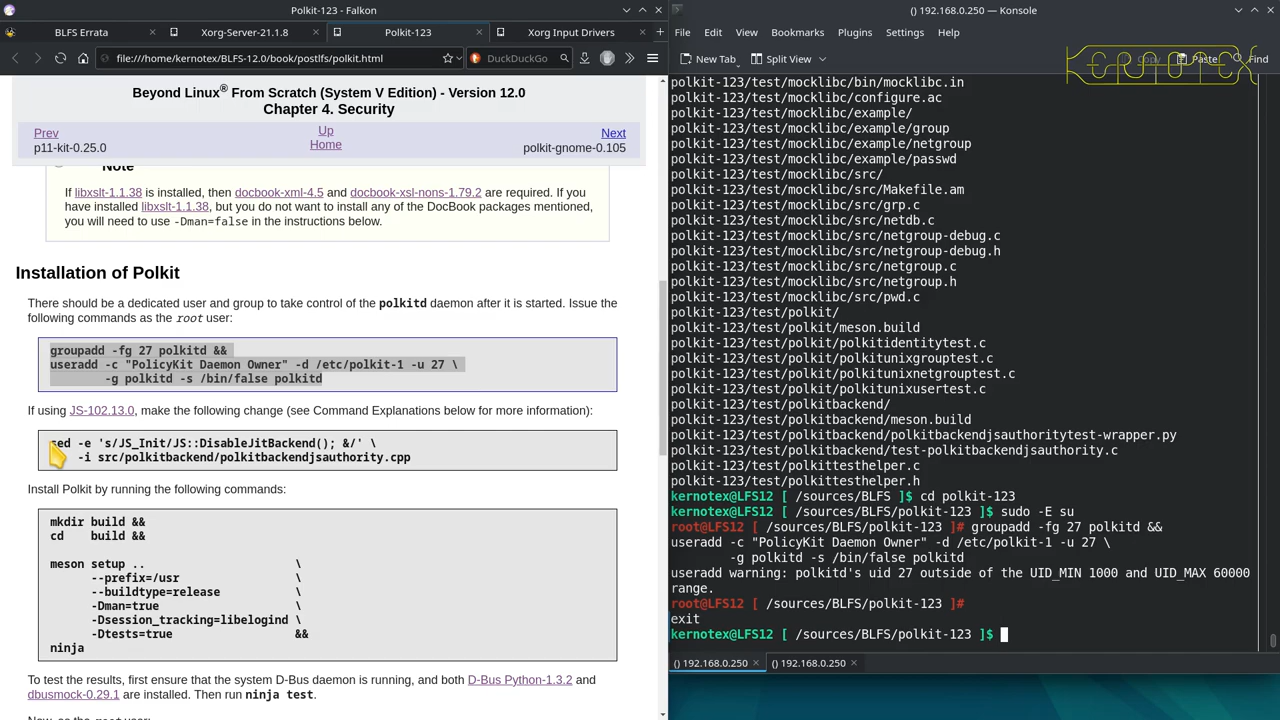 Polkit-123 — Falkon
BLFS Errata
Xorg-Server-21.1.8
Polkit-123
Xorg Input Drivers
file:///home/kernotex/BLFS-12.0/book/postlfs/polkit.html
DuckDuckGo
Beyond Linux® From Scratch (System V Edition) - Version 12.0
Chapter 4. Security
Prev
Up
Next
p11-kit-0.25.0
Home
polkit-gnome-0.105
Note
If libxslt-1.1.38 is installed, then docbook-xml-4.5 and docbook-xsl-nons-1.79.2 are required. If you
have installed libxslt-1.1.38, but you do not want to install any of the DocBook packages mentioned,
you will need to use -Dman=false in the instructions below.
Installation of Polkit
There should be a dedicated user and group to take control of the polkitd daemon after it is started. Issue the
following commands as the root user:
groupadd -fg 27 polkitd &&
useradd -c "PolicyKit Daemon Owner" -d /etc/polkit-1 -u 27 \
-g polkitd -s /bin/false polkitd
If using JS-102.13.0, make the following change (see Command Explanations below for more information):
sed -e 's/JS_Init/JS::DisableJitBackend(); &/' \
-i src/polkitbackend/polkitbackendjsauthority.cpp
Install Polkit by running the following commands:
mkdir build &&
cd    build &&
meson setup ..                   \
--prefix=/usr             \
--buildtype=release       \
-Dman=true                \
-Dsession_tracking=libelogind \
-Dtests=true              &&
ninja
To test the results, first ensure that the system D-Bus daemon is running, and both D-Bus Python-1.3.2 and
dbusmock-0.29.1 are installed. Then run ninja test.
Now, as the root user:
() 192.168.0.250 — Konsole
File Edit View Bookmarks Plugins Settings Help
New Tab
Split View
Copy
Paste
Find
KERNOTEX
polkit-123/test/mocklibc/bin/mocklibc.in
polkit-123/test/mocklibc/configure.ac
polkit-123/test/mocklibc/example/
polkit-123/test/mocklibc/example/group
polkit-123/test/mocklibc/example/netgroup
polkit-123/test/mocklibc/example/passwd
polkit-123/test/mocklibc/src/
polkit-123/test/mocklibc/src/Makefile.am
polkit-123/test/mocklibc/src/grp.c
polkit-123/test/mocklibc/src/netdb.c
polkit-123/test/mocklibc/src/netgroup-debug.c
polkit-123/test/mocklibc/src/netgroup-debug.h
polkit-123/test/mocklibc/src/netgroup.c
polkit-123/test/mocklibc/src/netgroup.h
polkit-123/test/mocklibc/src/pwd.c
polkit-123/test/polkit/
polkit-123/test/polkit/meson.build
polkit-123/test/polkit/polkitidentitytest.c
polkit-123/test/polkit/polkitunixgrouptest.c
polkit-123/test/polkit/polkitunixnetgrouptest.c
polkit-123/test/polkit/polkitunixusertest.c
polkit-123/test/polkitbackend/
polkit-123/test/polkitbackend/meson.build
polkit-123/test/polkitbackend/polkitbackendjsauthoritytest-wrapper.py
polkit-123/test/polkitbackend/test-polkitbackendjsauthority.c
polkit-123/test/polkittesthelper.c
polkit-123/test/polkittesthelper.h
kernotex@LFS12 [ /sources/BLFS ]$ cd polkit-123
kernotex@LFS12 [ /sources/BLFS/polkit-123 ]$ sudo -E su
root@LFS12 [ /sources/BLFS/polkit-123 ]# groupadd -fg 27 polkitd &&
useradd -c "PolicyKit Daemon Owner" -d /etc/polkit-1 -u 27 \
-g polkitd -s /bin/false polkitd
useradd warning: polkitd's uid 27 outside of the UID_MIN 1000 and UID_MAX 60000
range.
root@LFS12 [ /sources/BLFS/polkit-123 ]#
exit
kernotex@LFS12 [ /sources/BLFS/polkit-123 ]$
() 192.168.0.250
() 192.168.0.250